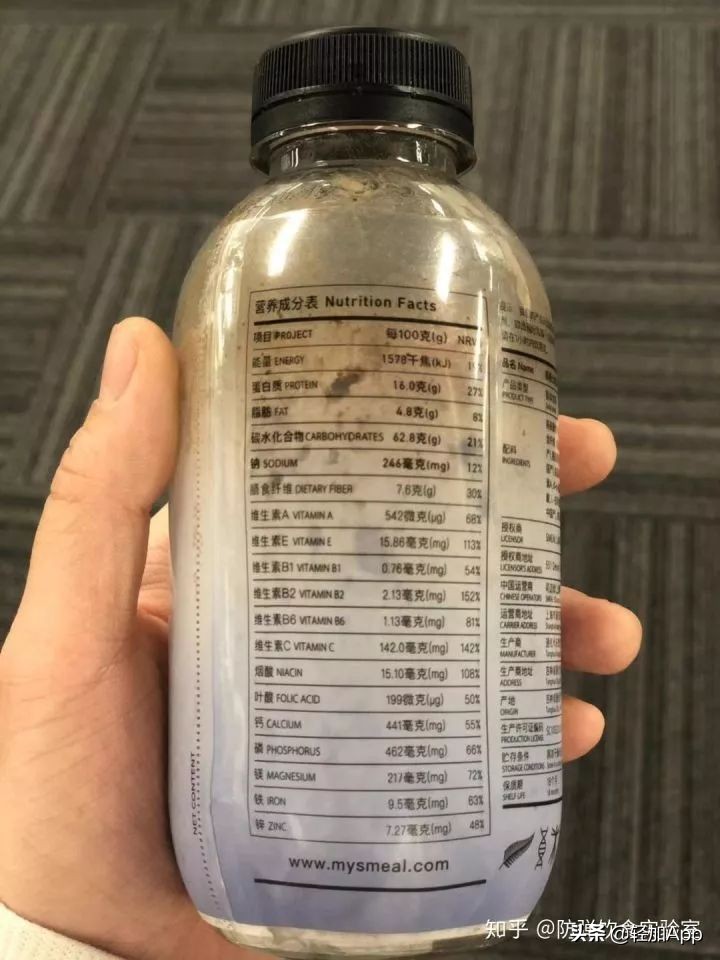 营养成分表 Nutrition Facts
项目 PROJECT 每100克(g) NRV
能量 ENERGY 1578千焦(kJ) 19%
蛋白质 PROTEIN 16.0克(g) 27%
脂肪 FAT 4.8克(g) 8%
碳水化合物 CARBOHYDRATES 62.8克(g) 21%
钠 SODIUM 246毫克(mg) 12%
膳食纤维 DIETARY FIBER 7.6克(g) 30%
维生素A VITAMIN A 542微克(μg) 68%
维生素E VITAMIN E 15.86毫克(mg) 113%
维生素B1 VITAMIN B1 0.76毫克(mg) 54%
维生素B2 VITAMIN B2 2.13毫克(mg) 152%
维生素B6 VITAMIN B6 1.13毫克(mg) 81%
维生素C VITAMIN C 142.0毫克(mg) 142%
烟酸 NIACIN 15.10毫克(mg) 108%
叶酸 FOLIC ACID 199微克(μg) 50%
钙 CALCIUM 441毫克(mg) 55%
磷 PHOSPHORUS 462毫克(mg) 66%
镁 MAGNESIUM 217毫克(mg) 72%
铁 IRON 9.5毫克(mg) 63%
锌 ZINC 7.27毫克(mg) 48%
www.mysmeal.com
NET CONTENT
品名 Name
产品类型
PRODUCT TYPE
配料
INGREDIENTS
授权商
LICENSOR
授权商地址
LICENSOR'S ADDRESS
中国运营商
CHINESE OPERATORS
运营商地址
CARRIER ADDRESS
生产商
MANUFACTURER
生产商地址
ADDRESS
产地
ORIGIN
生产许可证编码
PRODUCTION LICENSE
贮存条件
STORAGE CONDITIONS
保质期
SHELF LIFE
知乎 @防弹饮食实验室
头条 @轻加App